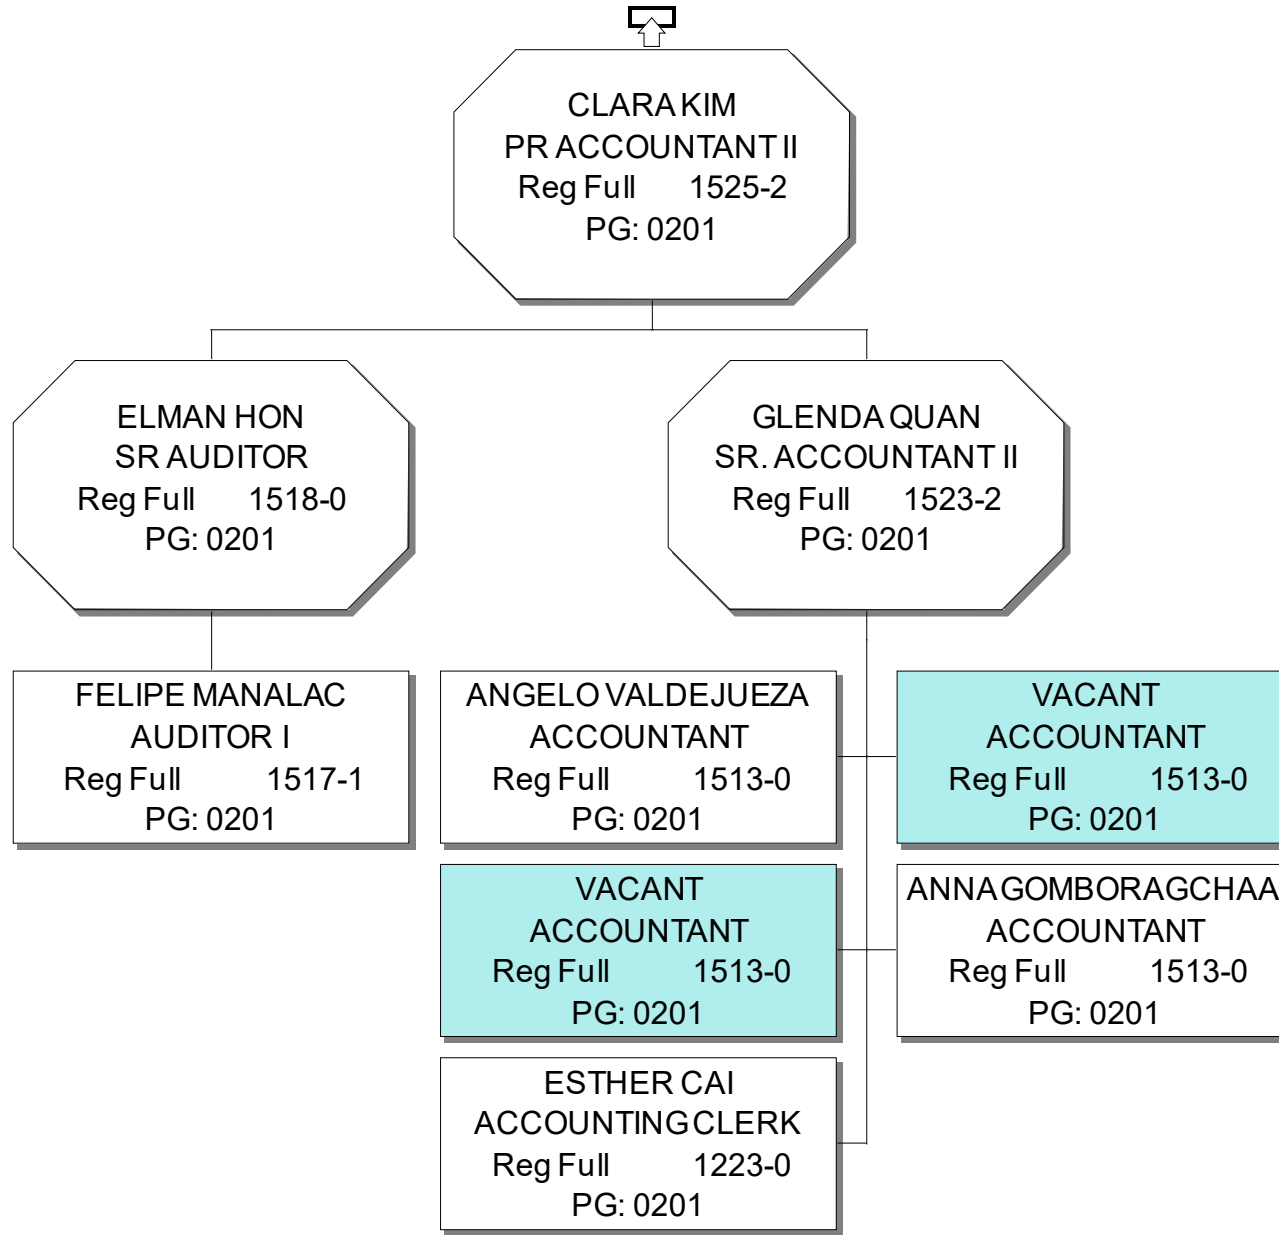 CLARA KIM
PR ACCOUNTANT II
Reg Full 1525-2
PG: 0201
ELMAN HON
SR AUDITOR
Reg Full 1518-0
PG: 0201
GLENDA QUAN
SR. ACCOUNTANT II
Reg Full 1523-2
PG: 0201
FELIPE MANALAC
AUDITOR I
Reg Full 1517-1
PG: 0201
ANGELO VALDEJUEZA
ACCOUNTANT
Reg Full 1513-0
PG: 0201
VACANT
ACCOUNTANT
Reg Full 1513-0
PG: 0201
VACANT
ACCOUNTANT
Reg Full 1513-0
PG: 0201
ANNA GOMBORAGCHAA
ACCOUNTANT
Reg Full 1513-0
PG: 0201
ESTHER CAI
ACCOUNTING CLERK
Reg Full 1223-0
PG: 0201